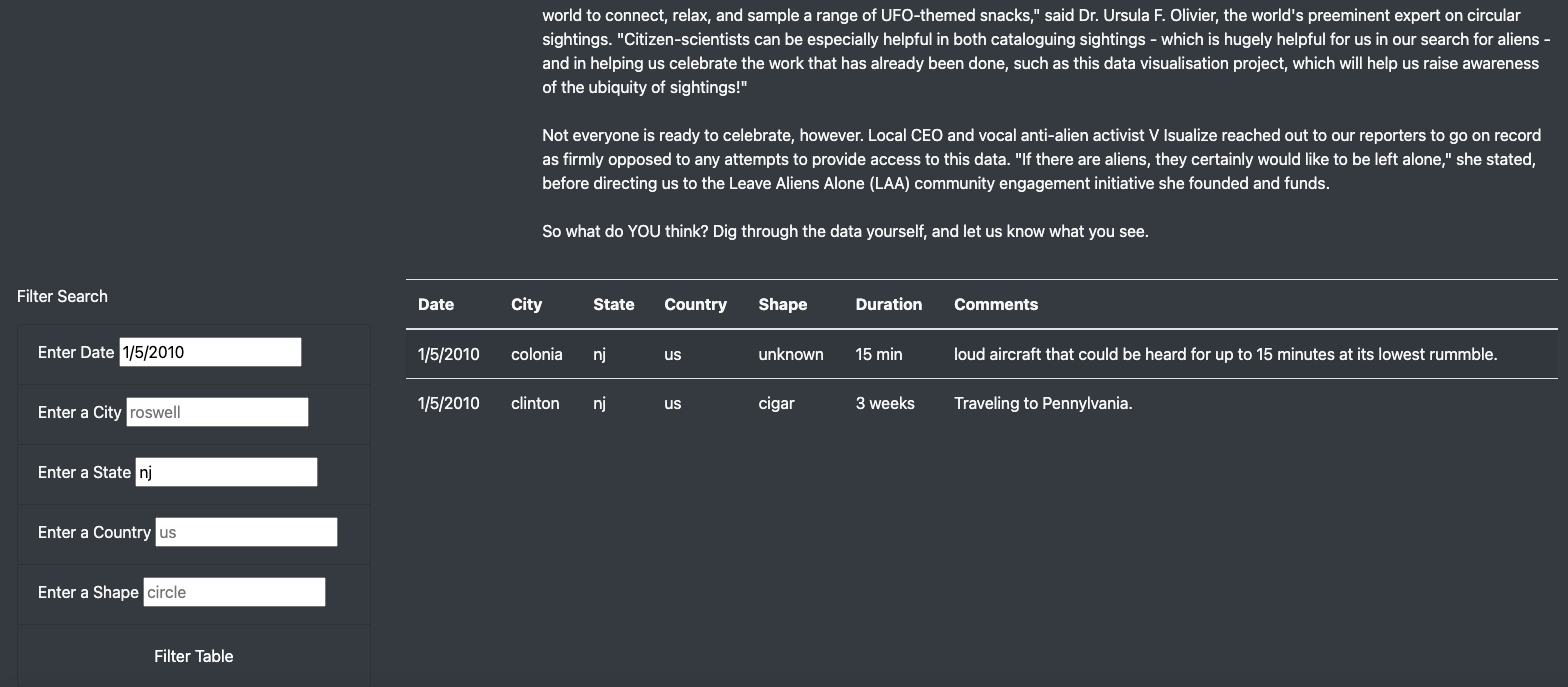 world to connect, relax, and sample a range of UFO-themed snacks," said Dr. Ursula F. Olivier, the world's preeminent expert on circular
sightings. "Citizen-scientists can be especially helpful in both cataloguing sightings - which is hugely helpful for us in our search for aliens -
and in helping us celebrate the work that has already been done, such as this data visualisation project, which will help us raise awareness
of the ubiquity of sightings!"
Not everyone is ready to celebrate, however. Local CEO and vocal anti-alien activist V Isualize reached out to our reporters to go on record
as firmly opposed to any attempts to provide access to this data. "If there are aliens, they certainly would like to be left alone," she stated,
before directing us to the Leave Aliens Alone (LAA) community engagement initiative she founded and funds.
So what do YOU think? Dig through the data yourself, and let us know what you see.
Filter Search
Enter Date 1/5/2010
Enter a City roswell
Enter a State nj
Enter a Country us
Enter a Shape circle
Filter Table
Date City State Country Shape Duration Comments
1/5/2010 colonia nj us unknown 15 min loud aircraft that could be heard for up to 15 minutes at its lowest rummble.
1/5/2010 clinton nj us cigar 3 weeks Traveling to Pennylvania.